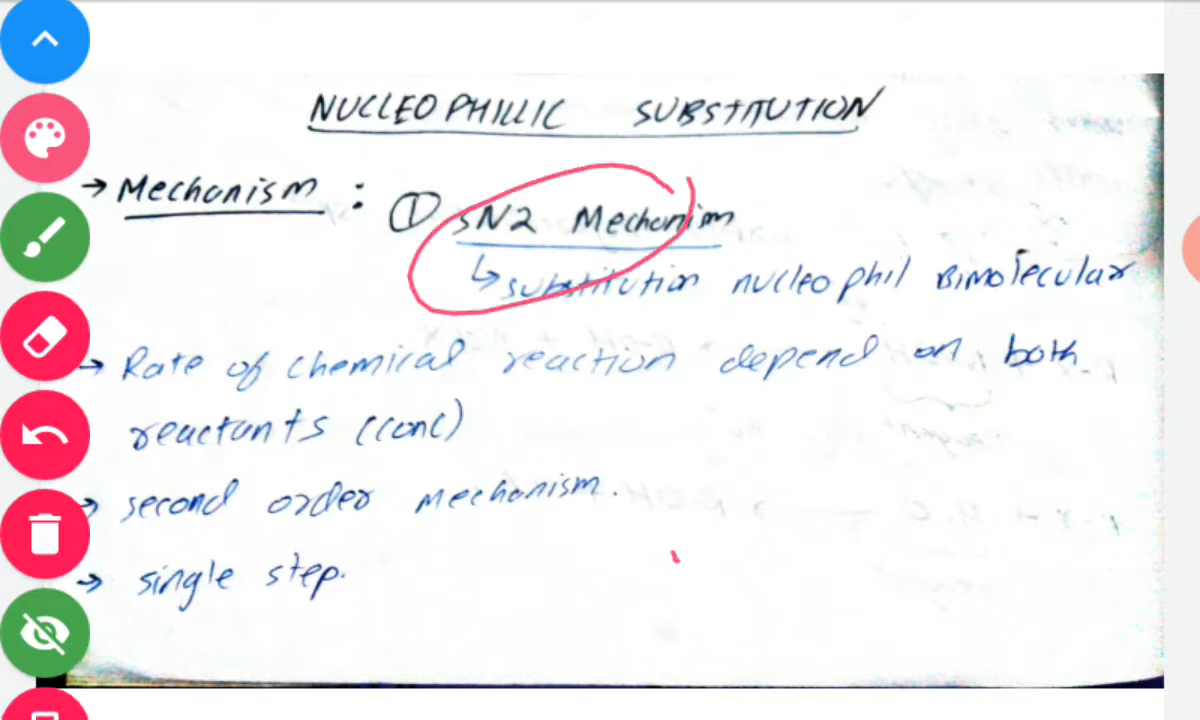 NUCLEOPHILLIC SUBSTITUTION
→ Mechanism : ① SN2 Mechanism
↳ substitution nucleophil Bimolecular
→ Rate of chemical reaction depend on both
reactants (conc)
→ second order mechanism.
→ single step.